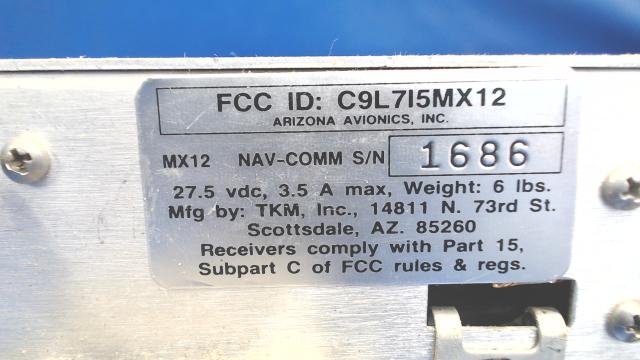 FCC ID: C9L7I5MX12
ARIZONA AVIONICS, INC.
MX12 NAV-COMM S/N 1686
27.5 vdc, 3.5 A max, Weight: 6 lbs.
Mfg by: TKM, Inc., 14811 N. 73rd St.
Scottsdale, AZ. 85260
Receivers comply with Part 15,
Subpart C of FCC rules & regs.